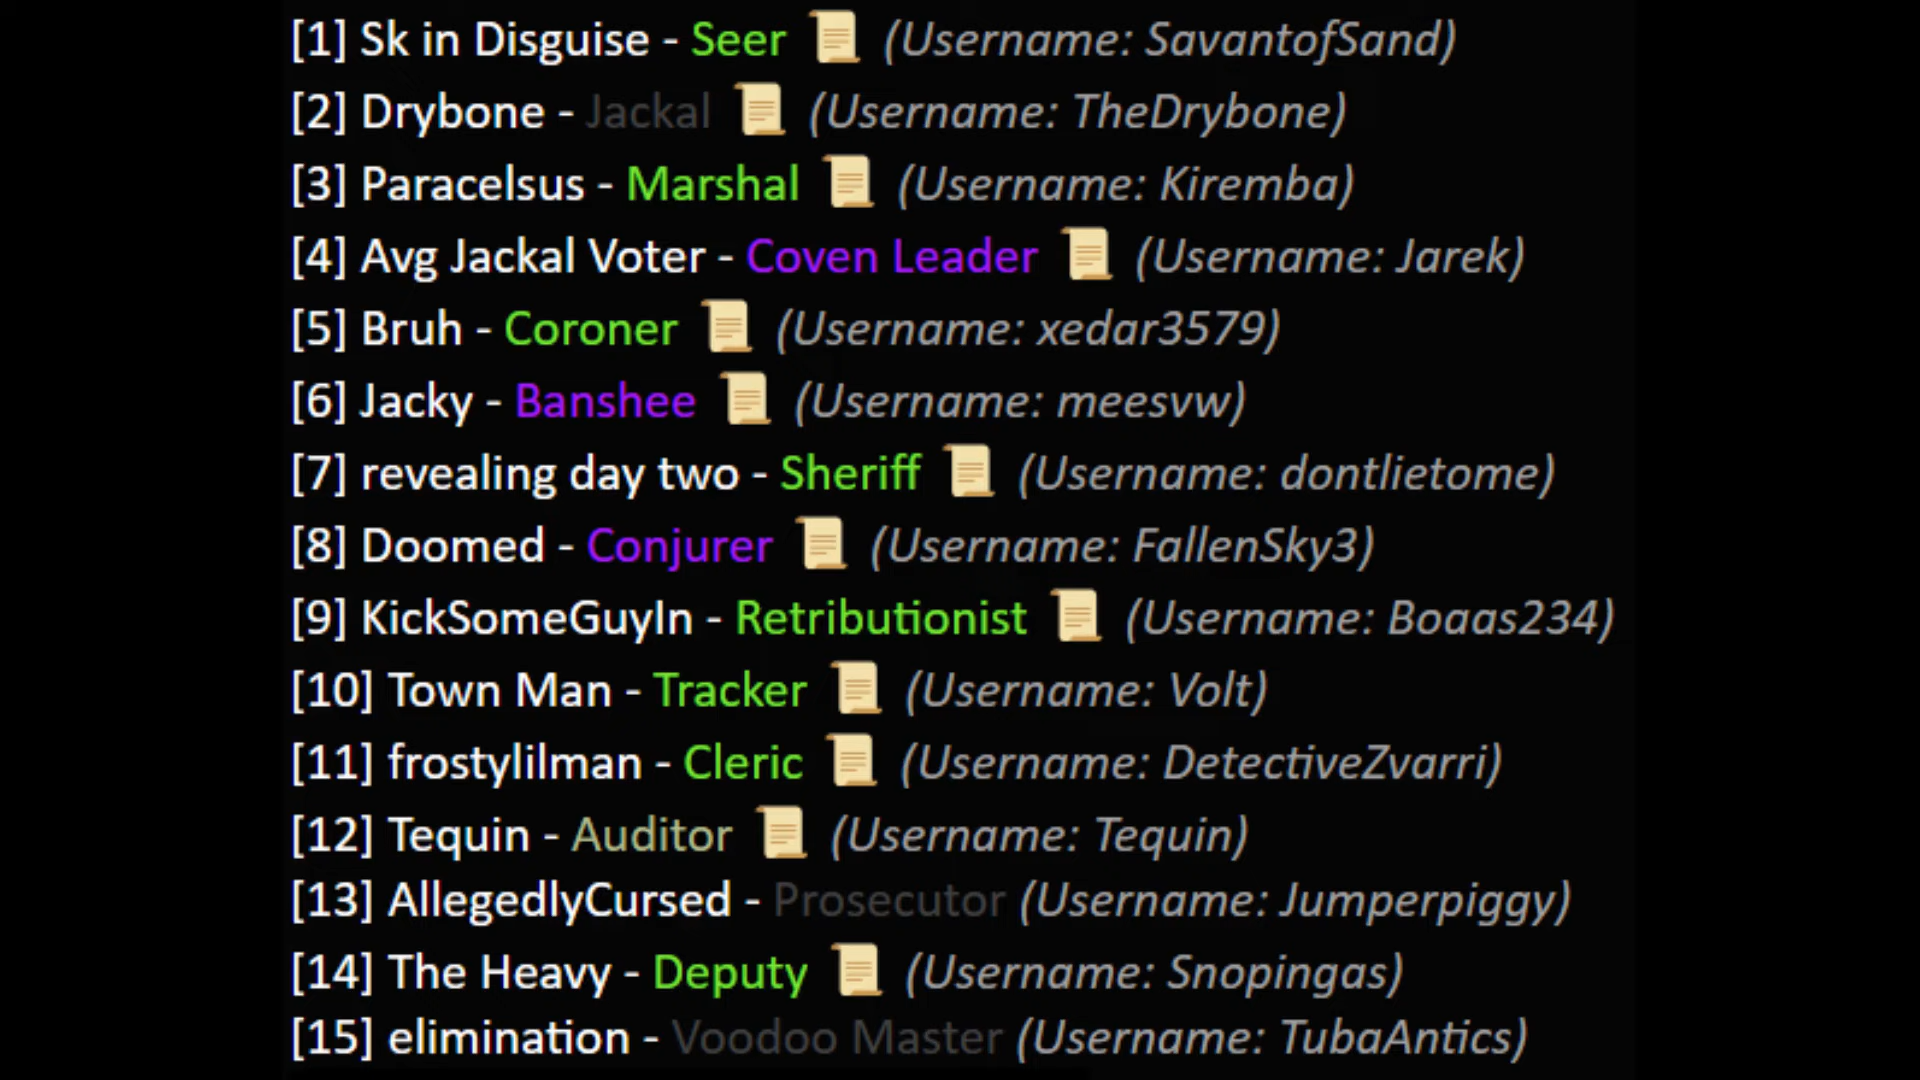 [1] Sk in Disguise - Seer 📜 (Username: SavantofSand)
[2] Drybone - Jackal 📜 (Username: TheDrybone)
[3] Paracelsus - Marshal 📜 (Username: Kiremba)
[4] Avg Jackal Voter - Coven Leader 📜 (Username: Jarek)
[5] Bruh - Coroner 📜 (Username: xedar3579)
[6] Jacky - Banshee 📜 (Username: meesvw)
[7] revealing day two - Sheriff 📜 (Username: dontlietome)
[8] Doomed - Conjurer 📜 (Username: FallenSky3)
[9] KickSomeGuyIn - Retributionist 📜 (Username: Boaas234)
[10] Town Man - Tracker 📜 (Username: Volt)
[11] frostylilman - Cleric 📜 (Username: DetectiveZvarri)
[12] Tequin - Auditor 📜 (Username: Tequin)
[13] AllegedlyCursed - Prosecutor (Username: Jumperpiggy)
[14] The Heavy - Deputy 📜 (Username: Snopingas)
[15] elimination - Voodoo Master (Username: TubaAntics)